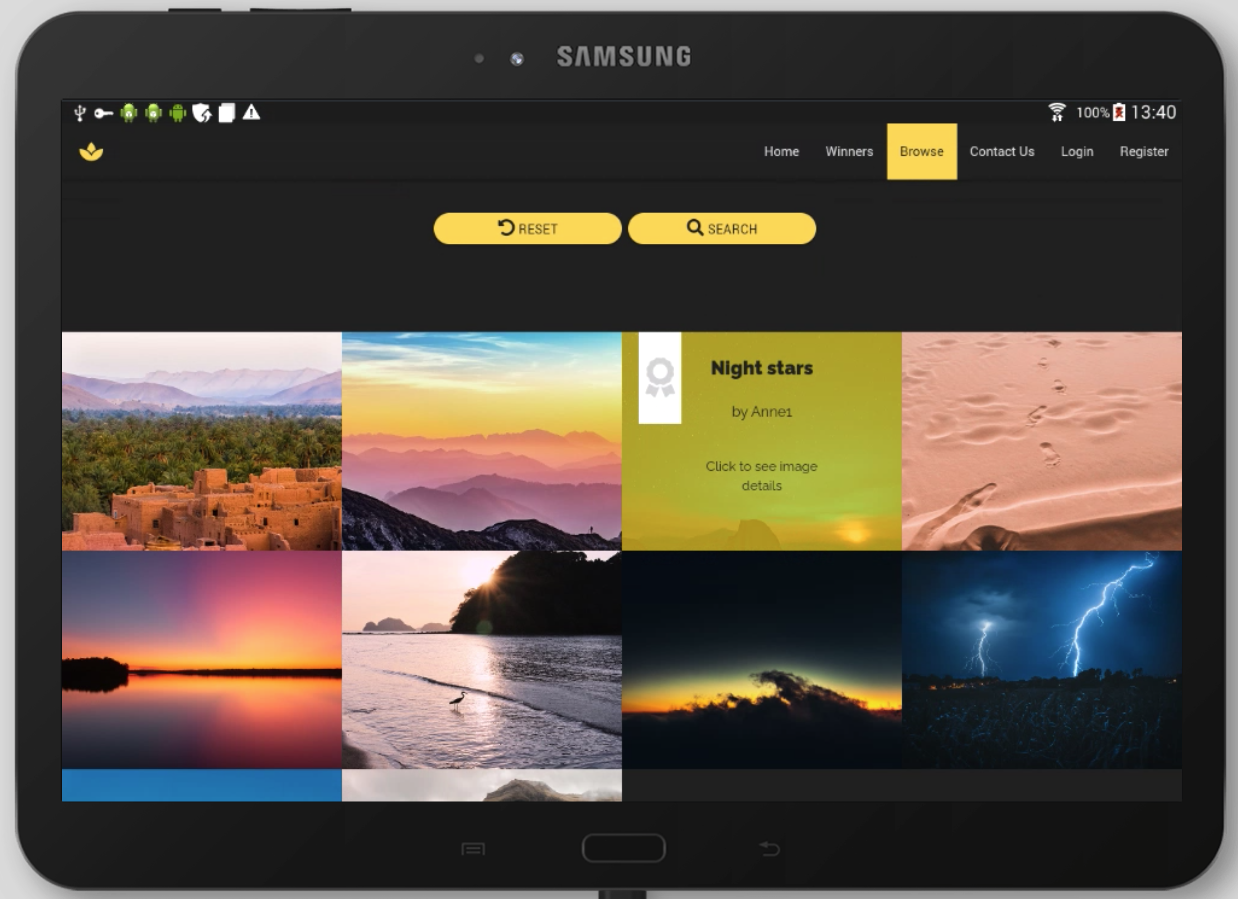 SAMSUNG
100% 13:40
Home Winners Browse Contact Us Login Register
RESET SEARCH
Night stars
by Anne1
Click to see image
details